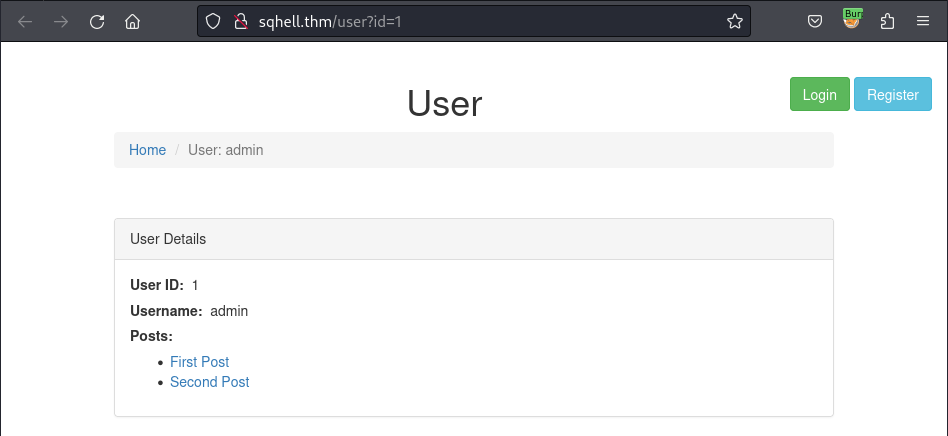 sqhell.thm/user?id=1
User
Login
Register
Home / User: admin
User Details
User ID: 1
Username: admin
Posts:
First Post
Second Post